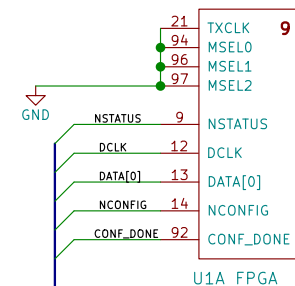 21 TXCLK 9
94 MSEL0
96 MSEL1
97 MSEL2
GND
NSTATUS 9 NSTATUS
DCLK 12 DCLK
DATA[0] 13 DATA[0]
NCONFIG 14 NCONFIG
CONF_DONE 92 CONF_DONE
U1A FPGA